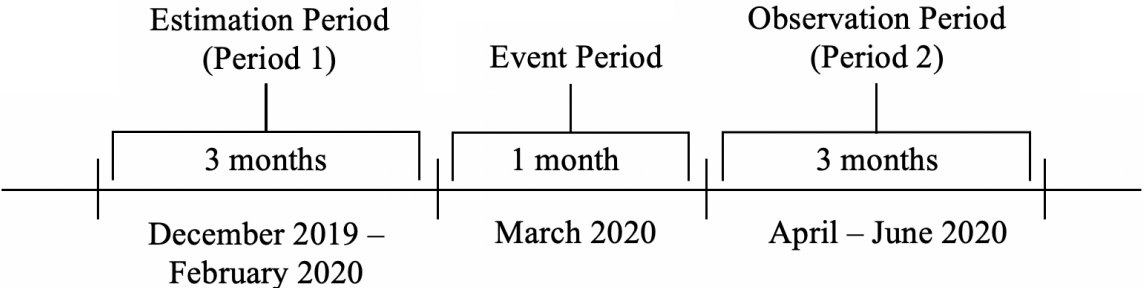 Estimation Period
(Period 1)
Event Period
Observation Period
(Period 2)
3 months
1 month
3 months
December 2019 –
February 2020
March 2020
April – June 2020